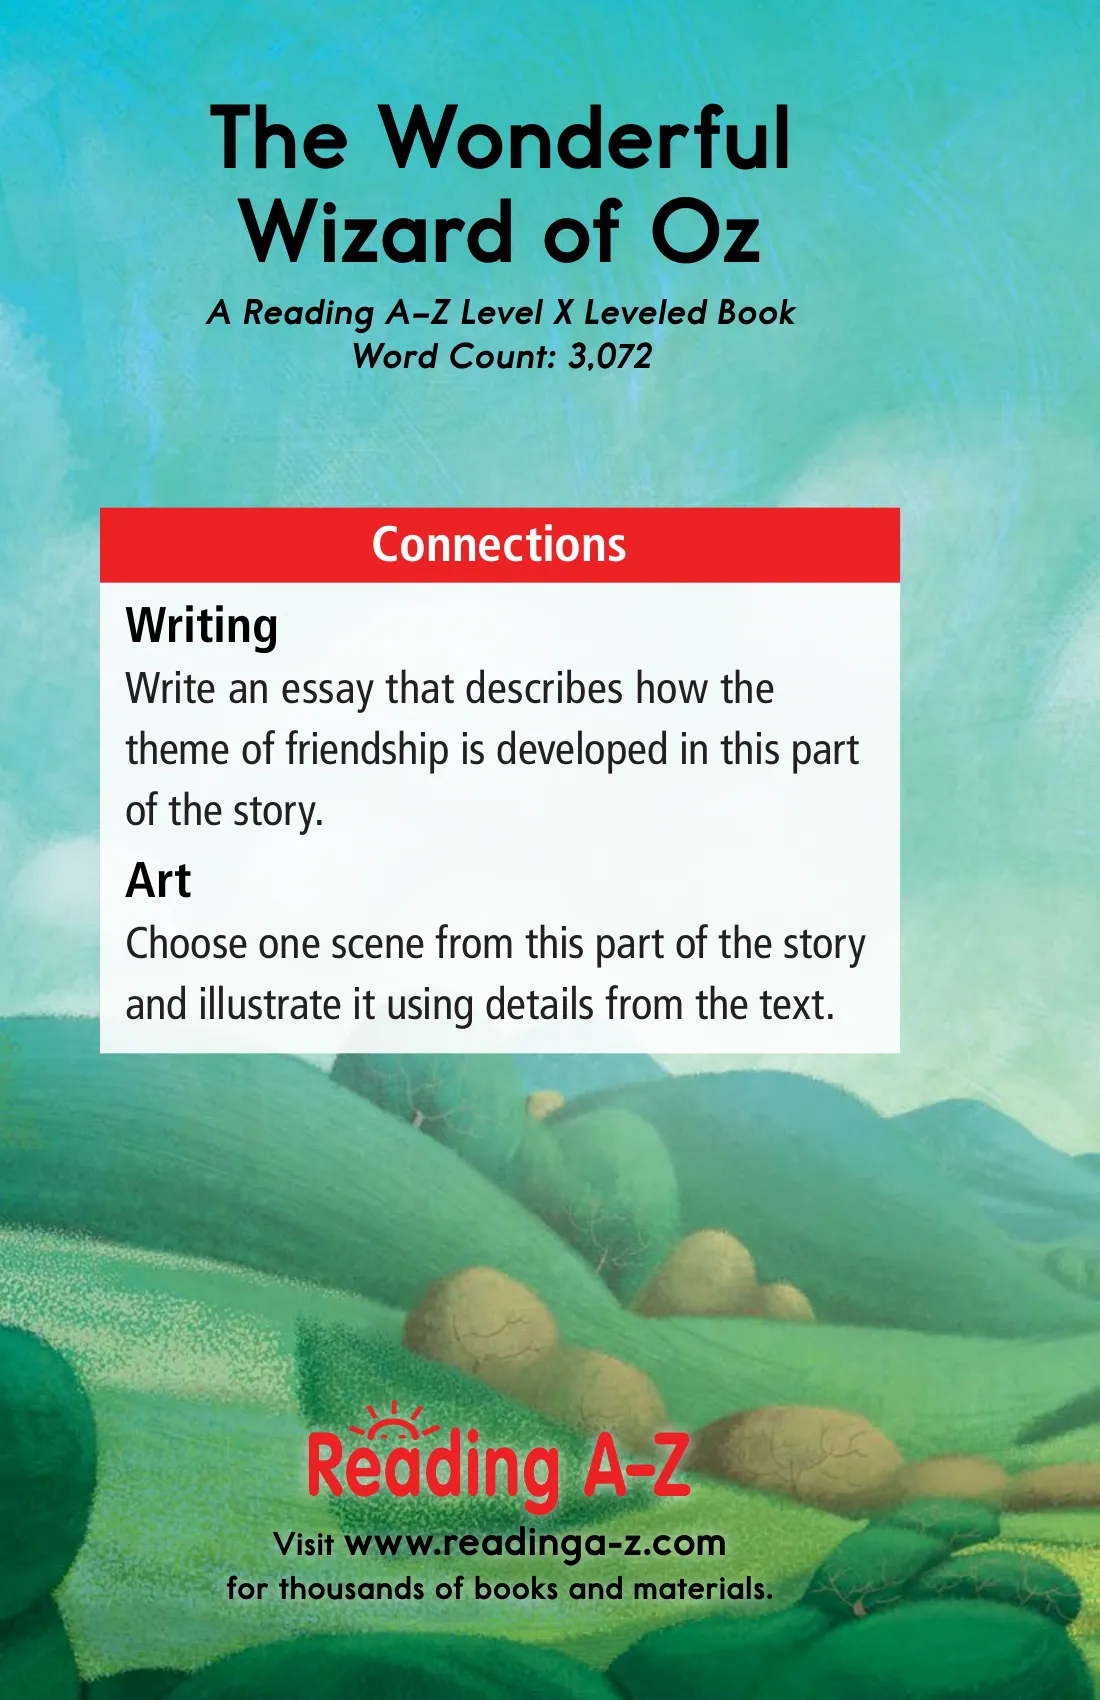 The Wonderful
Wizard of Oz
A Reading A–Z Level X Leveled Book
Word Count: 3,072
Connections
Writing
Write an essay that describes how the
theme of friendship is developed in this part
of the story.
Art
Choose one scene from this part of the story
and illustrate it using details from the text.
Reading A–Z
Visit www.readinga-z.com
for thousands of books and materials.